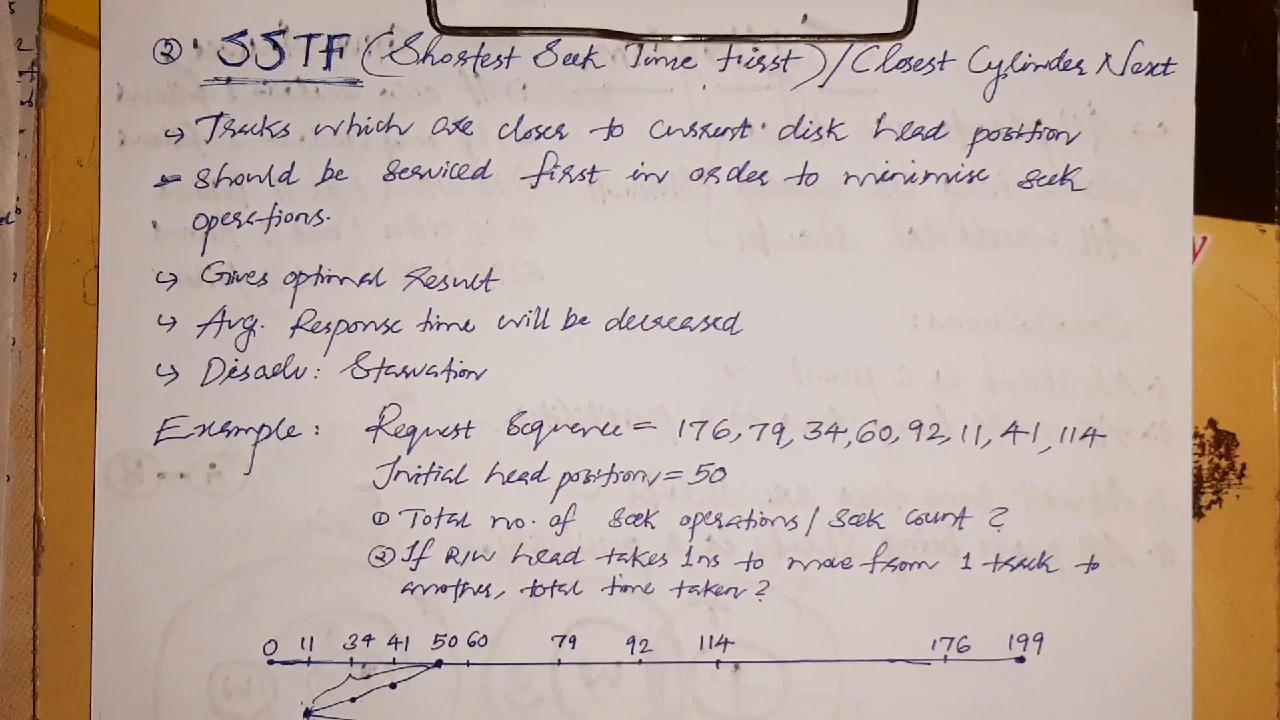 ② SSTF (Shortest Seek Time First) / Closest Cylinder Next
↳ Tracks which are closer to current disk head position
should be serviced first in order to minimise seek
operations.
↳ Gives optimal Result
↳ Avg. Response time will be decreased
↳ Disadv: Starvation
Example: Request Sequence = 176, 79, 34, 60, 92, 11, 41, 114
Initial head position = 50
① Total no. of seek operations / Seek count ?
② If R/W head takes 1ns to move from 1 track to
another, total time taken ?
0 11 34 41 50 60 79 92 114 176 199